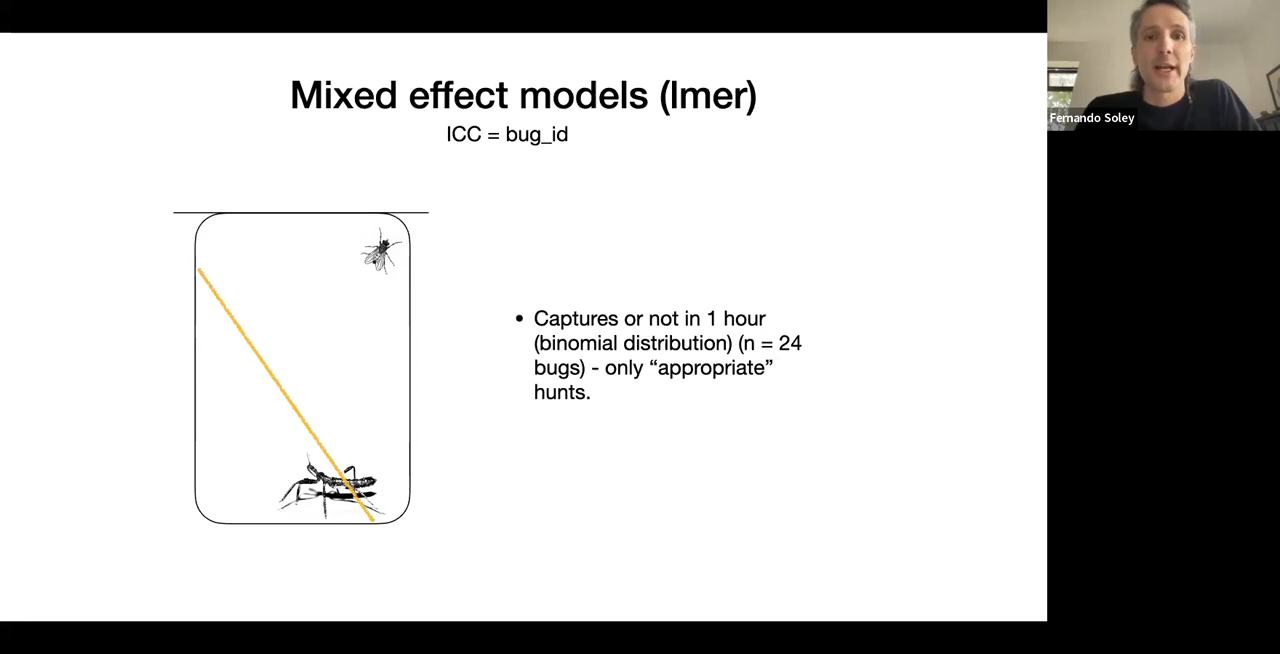 Mixed effect models (lmer)
ICC = bug_id
• Captures or not in 1 hour
(binomial distribution) (n = 24
bugs) - only “appropriate”
hunts.
Fernando Soley